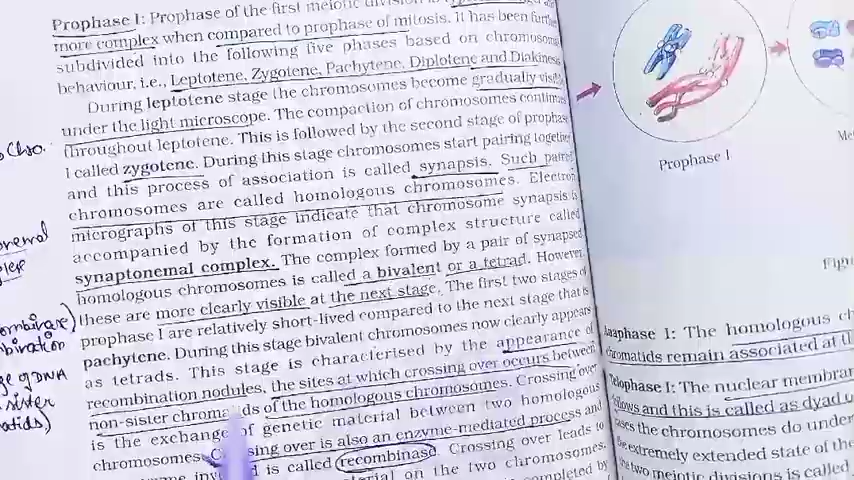 Prophase I: Prophase of the first meiotic division is
more complex when compared to prophase of mitosis. It has been further
subdivided into the following five phases based on chromosomal
behaviour, i.e., Leptotene, Zygotene, Pachytene, Diplotene and Diakinesis
During leptotene stage the chromosomes become gradually visible
under the light microscope. The compaction of chromosomes continues
throughout leptotene. This is followed by the second stage of prophase
I called zygotene. During this stage chromosomes start pairing together
and this process of association is called synapsis. Such paired
chromosomes are called homologous chromosomes. Electron
micrographs of this stage indicate that chromosome synapsis is
accompanied by the formation of complex structure called
synaptonemal complex. The complex formed by a pair of synapsed
homologous chromosomes is called a bivalent or a tetrad. However,
these are more clearly visible at the next stage. The first two stages of
prophase I are relatively short-lived compared to the next stage that is
pachytene. During this stage bivalent chromosomes now clearly appears
as tetrads. This stage is characterised by the appearance of
recombination nodules, the sites at which crossing over occurs between
non-sister chromatids of the homologous chromosomes. Crossing over
is the exchange of genetic material between two homologous
chromosomes. Crossing over is also an enzyme-mediated process and
is called recombinase. Crossing over leads to
on the two chromosomes.
completed by
Prophase I
Anaphase I: The homologous
chromatids remain associated at
Telophase I: The nuclear membrane
follows and this is called as dyad
the chromosomes do under
the extremely extended state of the
the two meiotic divisions is called